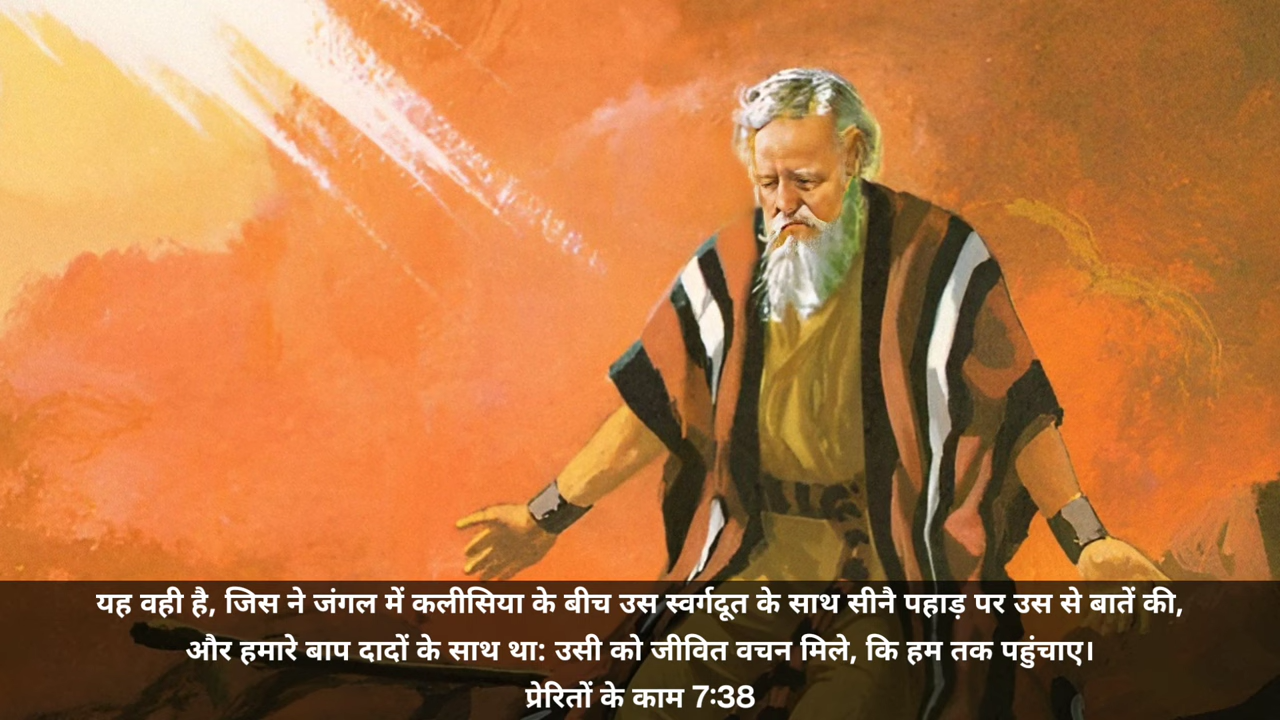 यह वही है, जिस ने जंगल में कलीसिया के बीच उस स्वर्गदूत के साथ सीनै पहाड़ पर उस से बातें की,
और हमारे बाप दादों के साथ था: उसी को जीवित वचन मिले, कि हम तक पहुंचाए।
प्रेरितों के काम 7:38